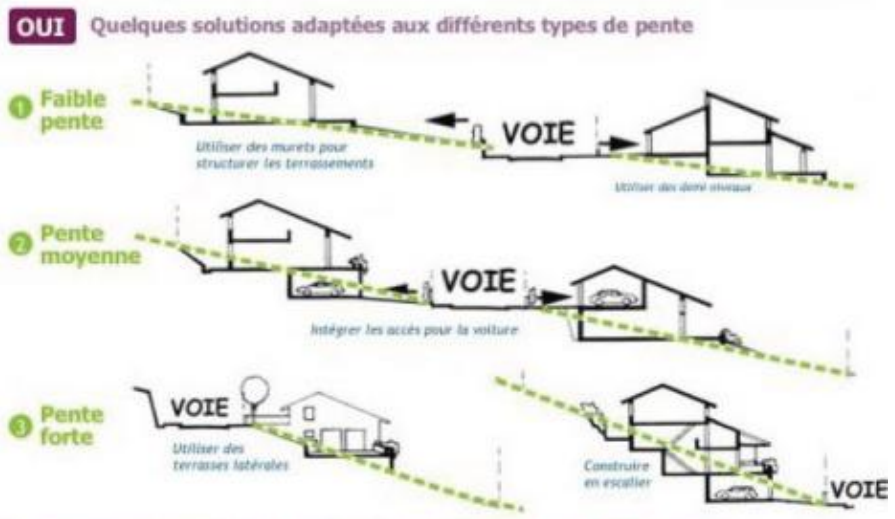 OUI Quelques solutions adaptées aux différents types de pente
1 Faible
pente
Utiliser des murets pour
structurer les terrassements
VOIE
Utiliser des demi niveaux
2 Pente
moyenne
VOIE
Intégrer les accés pour la voiture
3 Pente
forte
VOIE
Utiliser des
terrasses latérales
Construire
en escalier
VOIE